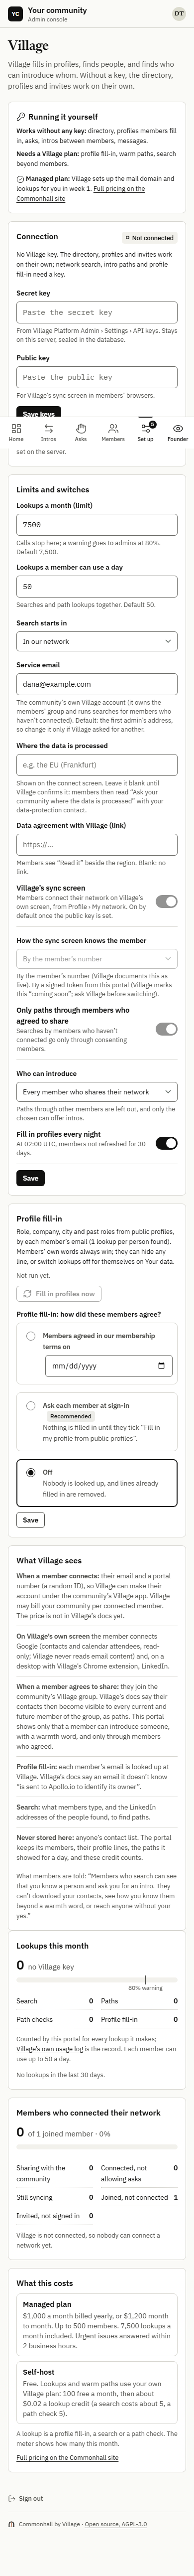 YC
Your community
Admin console
DT
Village
Village fills in profiles, finds people, and finds
who can introduce whom. Without a key, the directory,
profiles and invites work on their own.
Running it yourself
Works without any key: directory, profiles members fill
in, asks, intros between members, messages.
Needs a Village plan: profile fill-in, warm paths, search
beyond members.
Managed plan: Village sets up the mail domain and
lookups for you in week 1. Full pricing on the
Commonhall site
Connection
Not connected
No Village key. The directory, profiles and invites work
on their own; network search, intro paths and profile
fill-in need a key.
Secret key
Paste the secret key
From Village Platform Admin › Settings › API keys. Stays
on this server, sealed in the database.
Public key
Paste the public key
For Village's sync screen in members' browsers.
Save keys
Home
Intros
Asks
Members
5
Set up
Founder
set on the server.
Limits and switches
Lookups a month (limit)
7500
Calls stop here; a warning goes to admins at 80%.
Default 7,500.
Lookups a member can use a day
50
Searches and path lookups together. Default 50.
Search starts in
In our network
Service email
dana@example.com
The community's own Village account (it owns the
members' group and runs searches for members who
haven't connected). Default: the first admin's address,
so change it only if Village asked for another.
Where the data is processed
e.g. the EU (Frankfurt)
Shown on the connect screen. Leave it blank until
Village confirms it: members then read "Ask your
community where the data is processed" with your
data-protection contact.
Data agreement with Village (link)
https://…
Members see "Read it" beside the region. Blank: no
link.
Village's sync screen
Members connect their network on Village's
own screen, from Profile › My network. On by
default once the public key is set.
How the sync screen knows the member
By the member's number
By the member's number (Village documents this as
live). By a signed token from this portal (Village marks
this "coming soon"; ask Village before switching).
Only paths through members who
agreed to share
Searches by members who haven't
connected go only through consenting
members.
Who can introduce
Every member who shares their network
Paths through other members are left out, and only the
chosen can offer intros.
Fill in profiles every night
At 02:00 UTC, members not refreshed for 30
days.
Save
Profile fill-in
Role, company, city and past roles from public profiles,
by each member's email (1 lookup per person found).
Members' own words always win; they can hide any
line, or switch lookups off for themselves on Your data.
Not run yet.
Fill in profiles now
Profile fill-in: how did these members agree?
Members agreed in our membership
terms on
mm/dd/yyyy
Ask each member at sign-in
Recommended
Nothing is filled in until they tick "Fill in
my profile from public profiles".
Off
Nobody is looked up, and lines already
filled in are removed.
Save
What Village sees
When a member connects: their email and a portal
number (a random ID), so Village can make their
account under the community's Village app. Village
may bill your community per connected member.
The price is not in Village's docs yet.
On Village's own screen the member connects
Google (contacts and calendar attendees, read-
only; Village never reads email content) and, on a
desktop with Village's Chrome extension, LinkedIn.
When a member agrees to share: they join the
community's Village group. Village's docs say their
contacts then become visible to every current and
future member of the group, as paths. This portal
shows only that a member can introduce someone,
with a warmth word, and only through members
who agreed.
Profile fill-in: each member's email is looked up at
Village. Village's docs say an email it doesn't know
"is sent to Apollo.io to identify its owner".
Search: what members type, and the LinkedIn
addresses of the people found, to find paths.
Never stored here: anyone's contact list. The portal
keeps its members, their profile lines, the paths it
showed for a day, and these credit counts.
What members are told: "Members who search can see
that you know a person and ask you for an intro. They
can't download your contacts, see how you know them
beyond a warmth word, or reach anyone without your
yes."
Lookups this month
0 no Village key
80% warning
Search 0 Paths 0
Path checks 0 Profile fill-in 0
Counted by this portal for every lookup it makes;
Village's own usage log is the record. Each member can
use up to 50 a day.
No lookups in the last 30 days.
Members who connected their network
0 of 1 joined member · 0%
Sharing with the community 0 Connected, not allowing asks 0
Still syncing 0 Joined, not connected 1
Invited, not signed in 0
Village is not connected, so nobody can connect a
network yet.
What this costs
Managed plan
$1,000 a month billed yearly, or $1,200 month
to month. Up to 500 members. 7,500 lookups a
month included. Urgent issues answered within
2 business hours.
Self-host
Free. Lookups and warm paths use your own
Village plan: 100 free a month, then about
$0.02 a lookup credit (a search costs about 5, a
path check 5).
A lookup is a profile fill-in, a search or a path check. The
meter shows how many this month.
Full pricing on the Commonhall site
Sign out
Commonhall by Village · Open source, AGPL-3.0